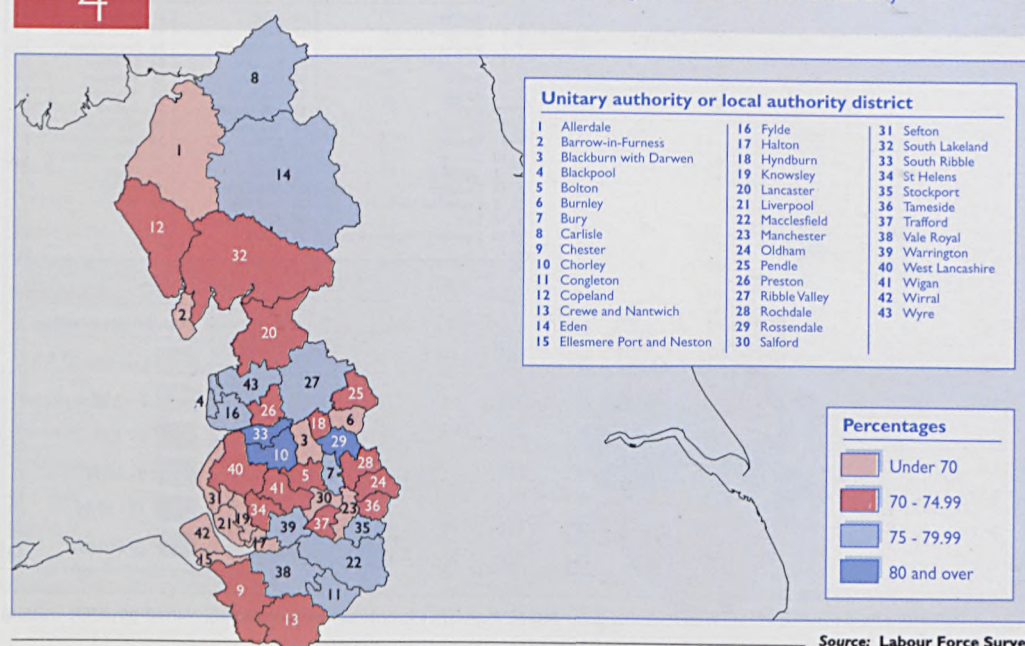 4
8
1
14
12
32
2
20
43
27
4
16
26
25
18
6
33
10
3
29
40
5
7
28
41
24
31
30
23
36
34
21
19
37
39
35
42
17
15
22
38
11
9
13
Unitary authority or local authority district
1 Allerdale
2 Barrow-in-Furness
3 Blackburn with Darwen
4 Blackpool
5 Bolton
6 Burnley
7 Bury
8 Carlisle
9 Chester
10 Chorley
11 Congleton
12 Copeland
13 Crewe and Nantwich
14 Eden
15 Ellesmere Port and Neston
16 Fylde
17 Halton
18 Hyndburn
19 Knowsley
20 Lancaster
21 Liverpool
22 Macclesfield
23 Manchester
24 Oldham
25 Pendle
26 Preston
27 Ribble Valley
28 Rochdale
29 Rossendale
30 Salford
31 Sefton
32 South Lakeland
33 South Ribble
34 St Helens
35 Stockport
36 Tameside
37 Trafford
38 Vale Royal
39 Warrington
40 West Lancashire
41 Wigan
42 Wirral
43 Wyre
Percentages
Under 70
70 - 74.99
75 - 79.99
80 and over
Source: Labour Force Surve